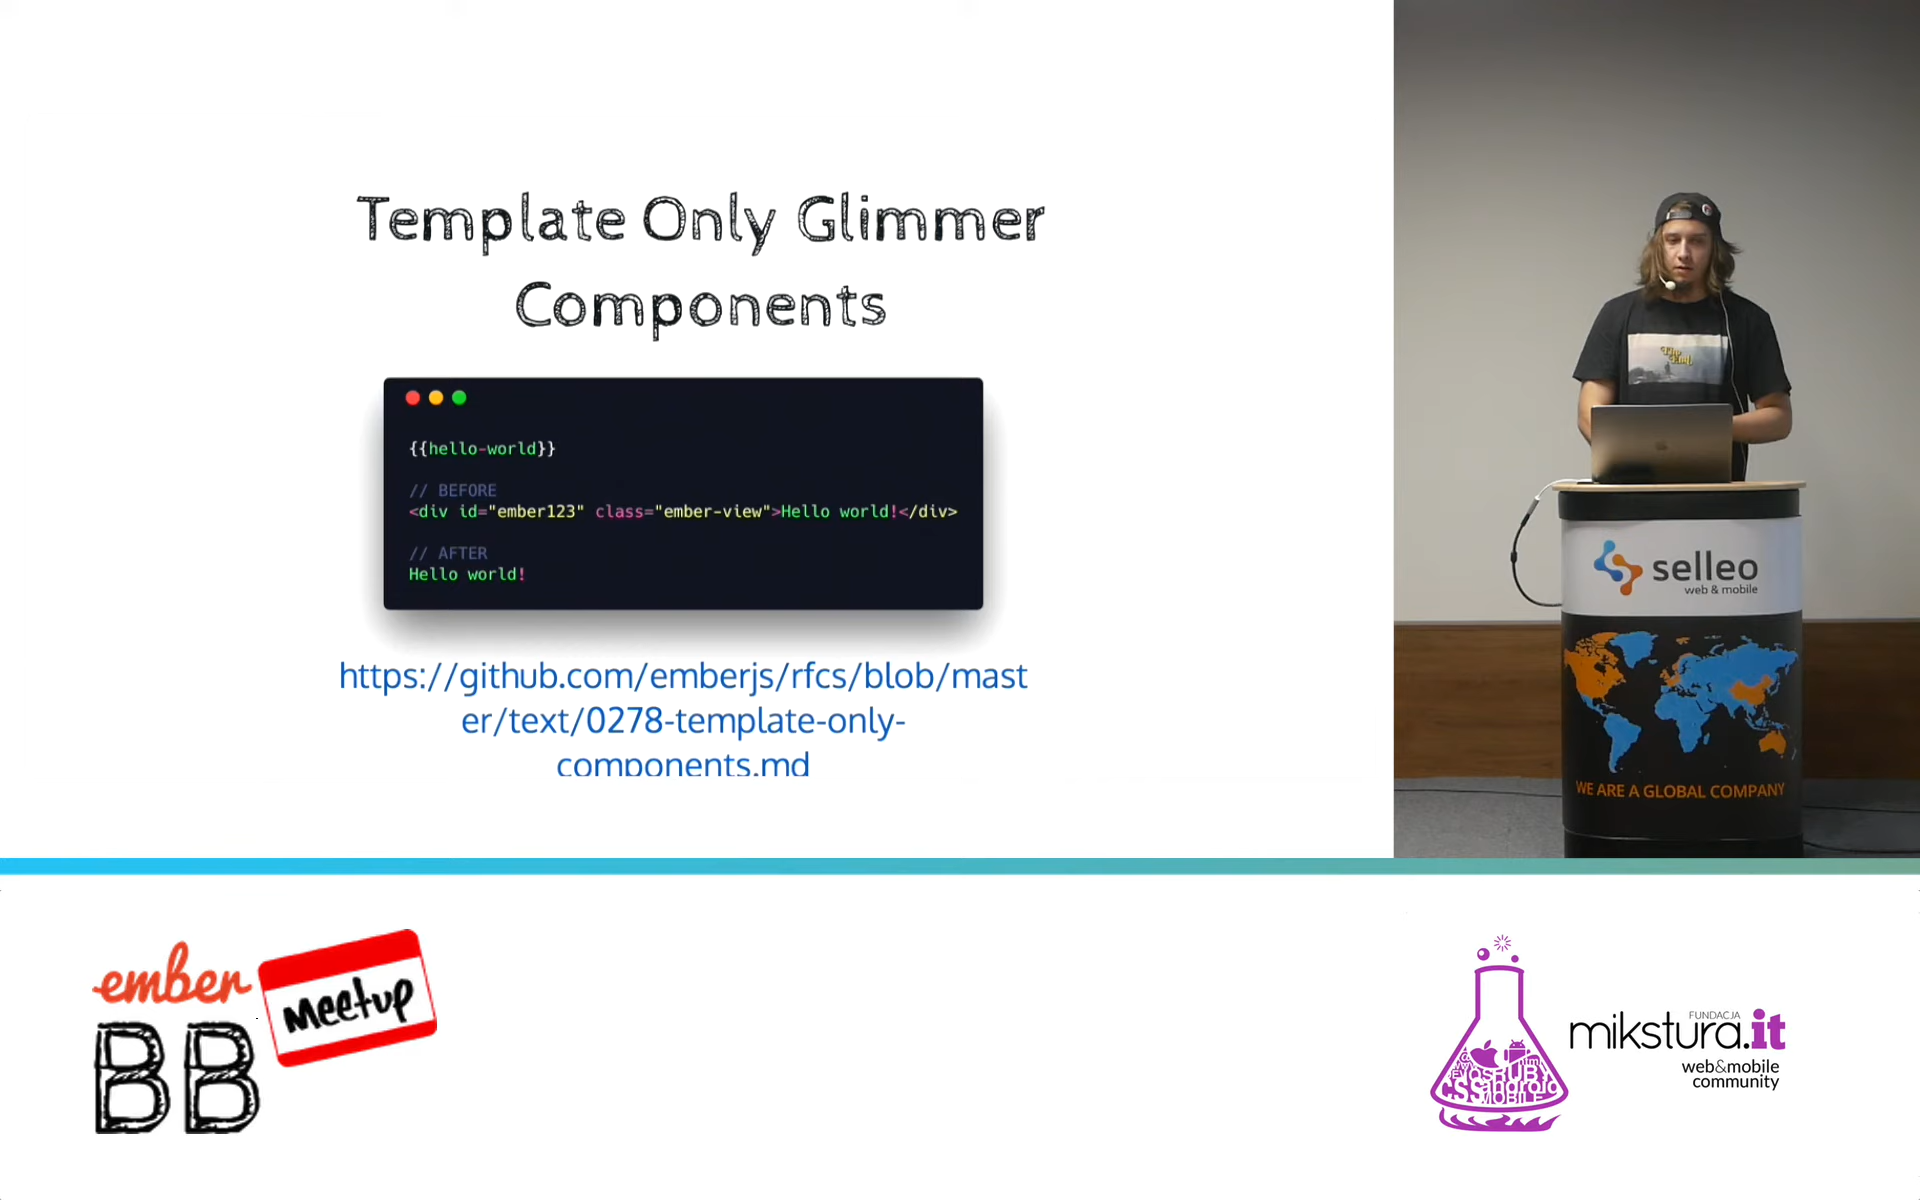 Template Only Glimmer
Components
{{hello-world}}
// BEFORE
<div id="ember123" class="ember-view">Hello world!</div>
// AFTER
Hello world!
https://github.com/emberjs/rfcs/blob/mast
er/text/0278-template-only-
components.md
The
End
selleo
web & mobile
WE ARE A GLOBAL COMPANY
ember
meetup
BB
FUNDACJA
mikstura.it
web&mobile
community